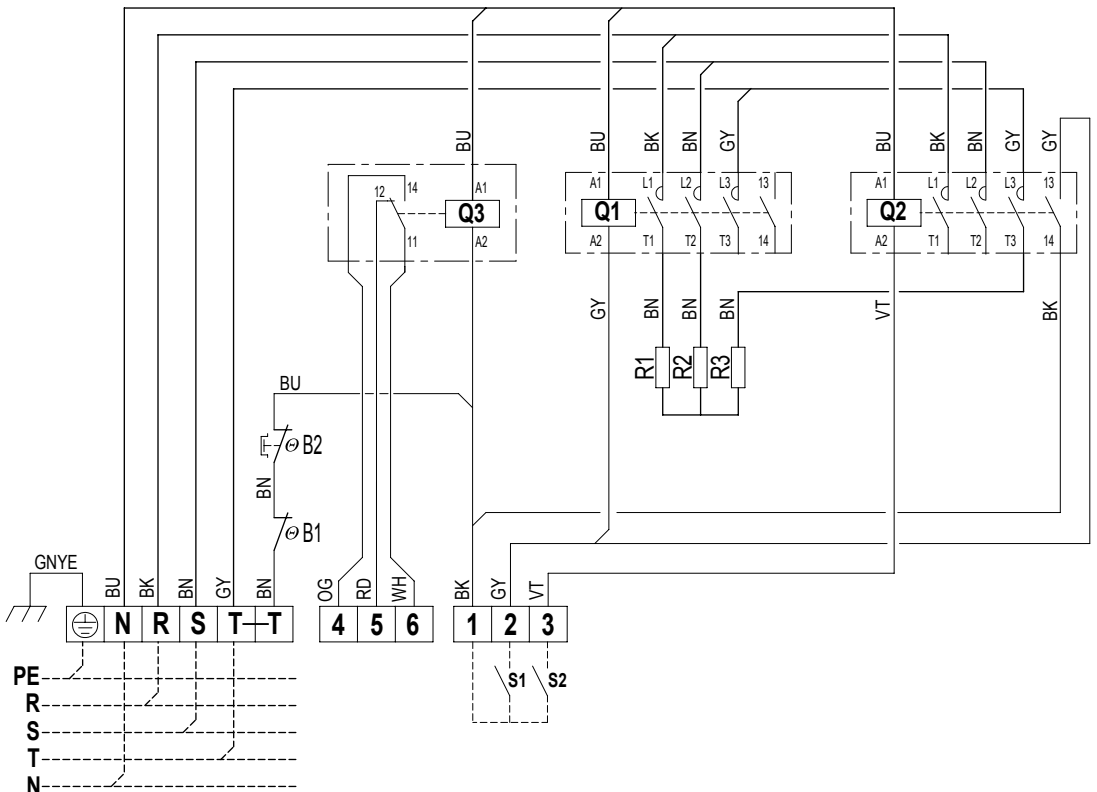 BU BU BK BN GY BU BK BN GY GY
12 14 A1 A1 L1 L2 L3 13 A1 L1 L2 L3 13
Q3 Q1 Q2
11 A2 A2 T1 T2 T3 14 A2 T1 T2 T3 14
GY BN BN BN VT BK
R1 R2 R3
BU
Θ B2
BN
Θ B1
GNYE
BU BK BN GY BN OG RD WH BK GY VT
N R S T—T 4 5 6 1 2 3
S1 S2
PE
R
S
T
N